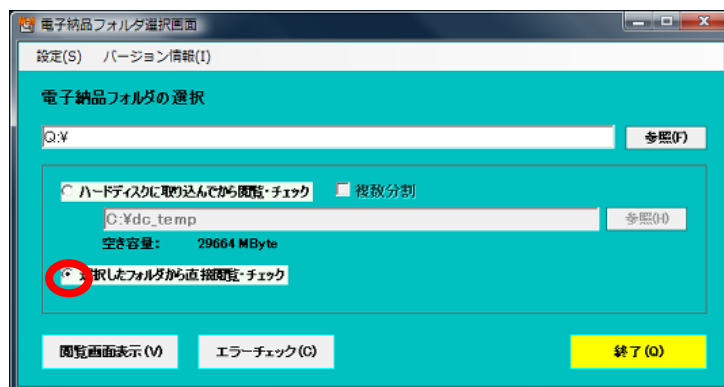 電子納品フォルダ選択画面
設定(S) バージョン情報(I)
電子納品フォルダの選択
Q:¥ 参照(F)
ハードディスクに取り込んでから閲覧・チェック 複数分割
C:¥dc_temp 参照(H)
空き容量: 29664 MByte
選択したフォルダから直接閲覧・チェック
閲覧画面表示(V) エラーチェック(C) 終了(Q)